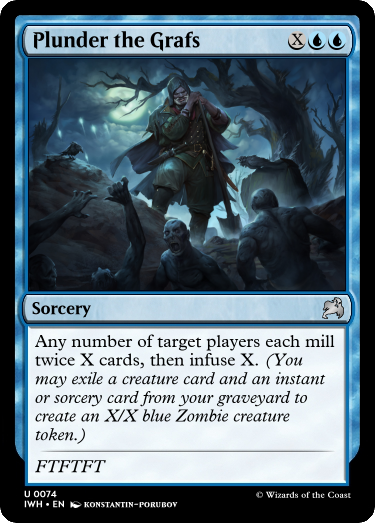 Plunder the Grafs XUU
Sorcery
Any number of target players each mill
twice X cards, then infuse X. (You
may exile a creature card and an instant
or sorcery card from your graveyard to
create an X/X blue Zombie creature
token.)
FTFTFT
U 0074
IWH • EN KONSTANTIN-PORUBOV
© Wizards of the Coast